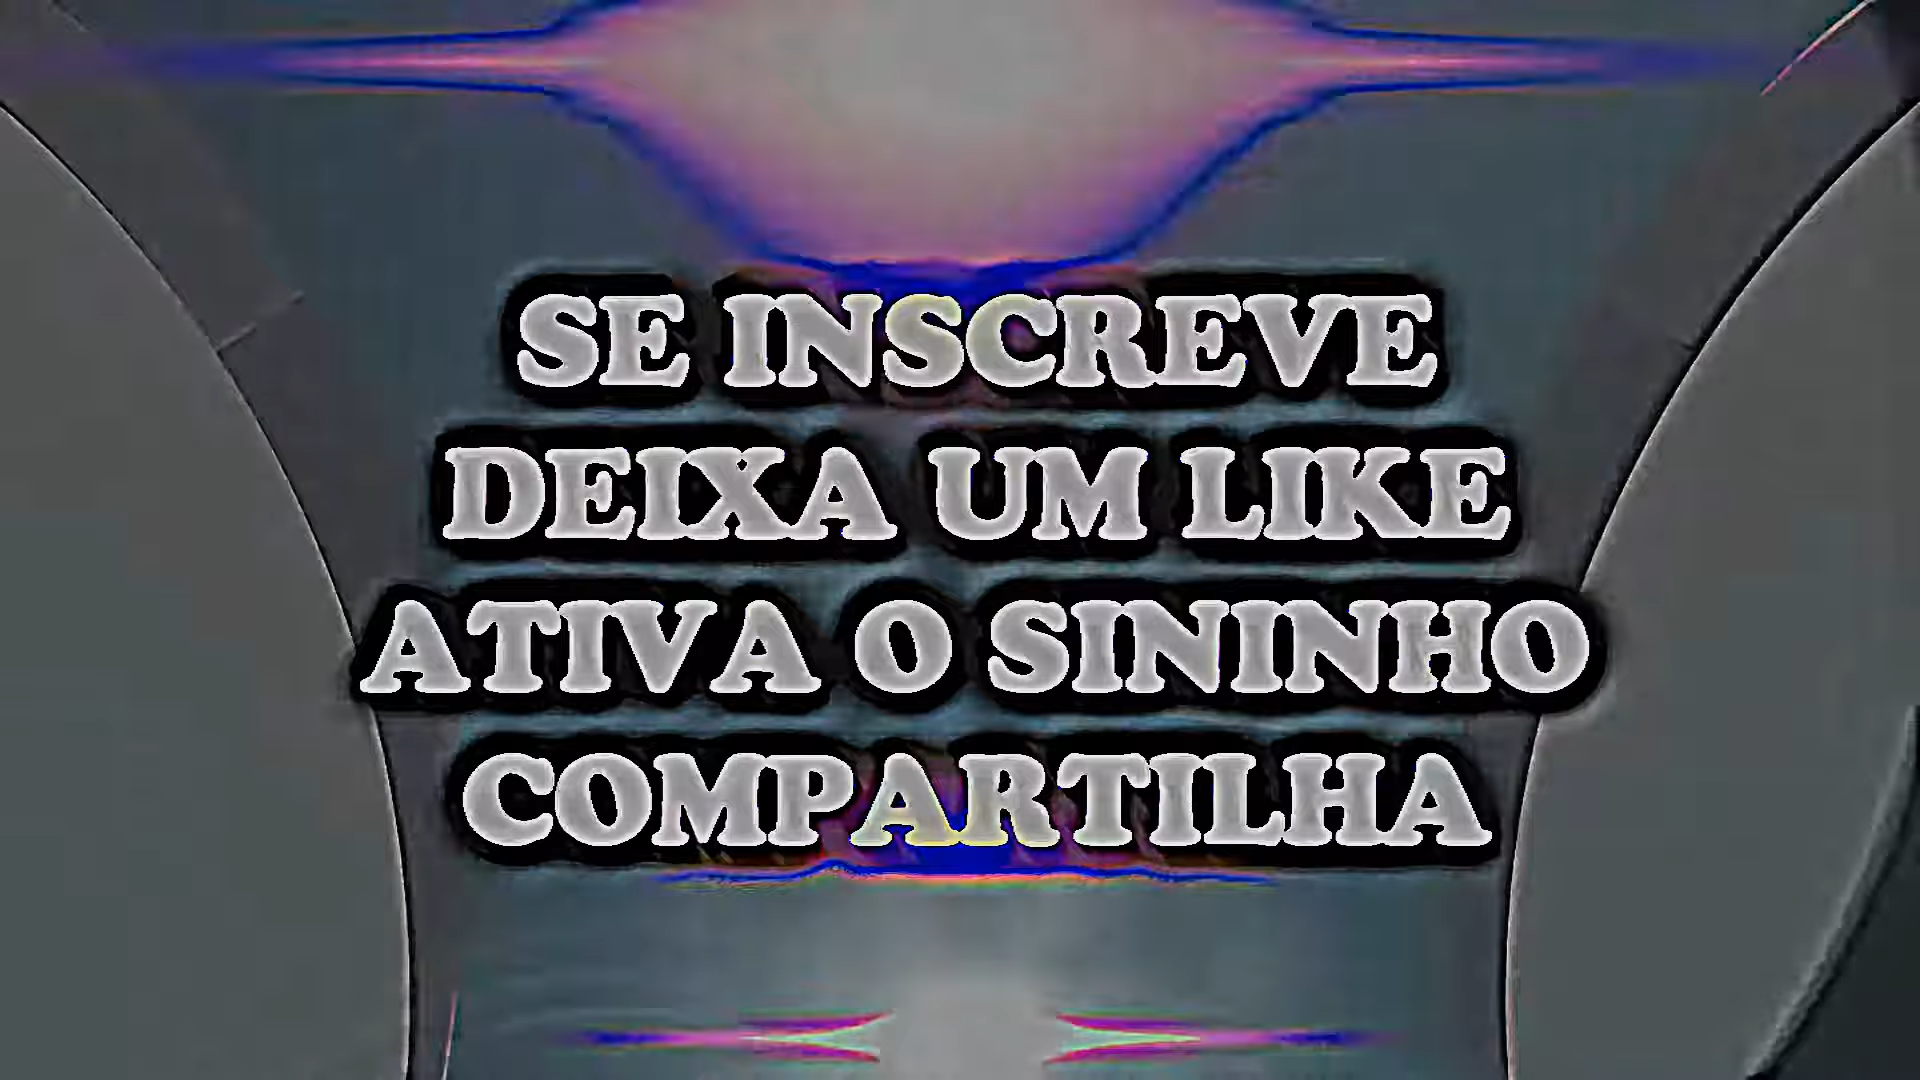 SE INSCREVE
DEIXA UM LIKE
ATIVA O SININHO
COMPARTILHA